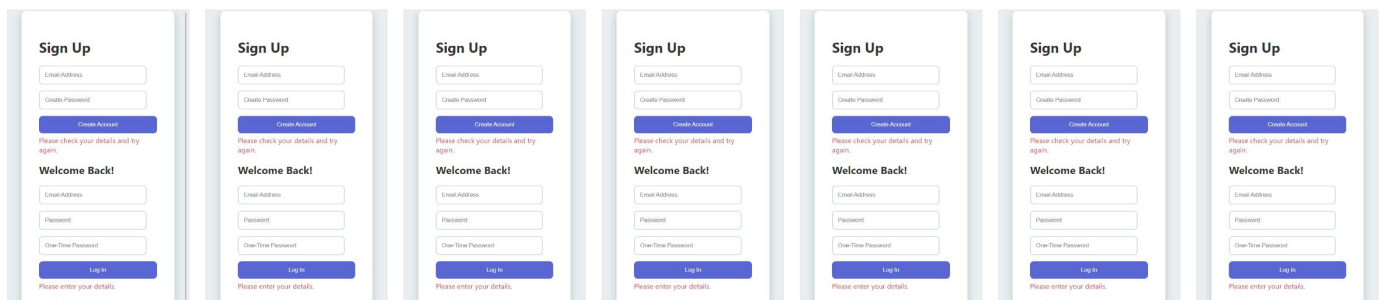 Sign Up
Email Address
Create Password
Create Account
Please check your details and try
again.
Welcome Back!
Email Address
Password
One-Time Password
Log In
Please enter your details.
Sign Up
Email Address
Create Password
Create Account
Please check your details and try
again.
Welcome Back!
Email Address
Password
One-Time Password
Log In
Please enter your details.
Sign Up
Email Address
Create Password
Create Account
Please check your details and try
again.
Welcome Back!
Email Address
Password
One-Time Password
Log In
Please enter your details.
Sign Up
Email Address
Create Password
Create Account
Please check your details and try
again.
Welcome Back!
Email Address
Password
One-Time Password
Log In
Please enter your details.
Sign Up
Email Address
Create Password
Create Account
Please check your details and try
again.
Welcome Back!
Email Address
Password
One-Time Password
Log In
Please enter your details.
Sign Up
Email Address
Create Password
Create Account
Please check your details and try
again.
Welcome Back!
Email Address
Password
One-Time Password
Log In
Please enter your details.
Sign Up
Email Address
Create Password
Create Account
Please check your details and try
again.
Welcome Back!
Email Address
Password
One-Time Password
Log In
Please enter your details.